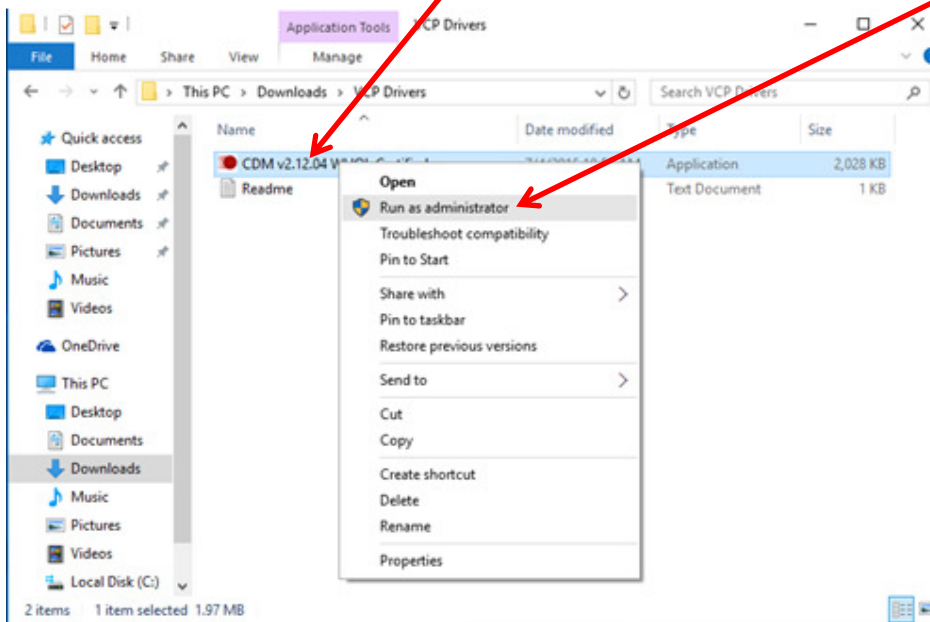 Application Tools VCP Drivers
File Home Share View Manage
This PC > Downloads > VCP Drivers Search VCP Drivers
Name Date modified Type Size
CDM v2.12.04 Application 2,028 KB
Readme Text Document 1 KB
Quick access
Desktop
Downloads
Documents
Pictures
Music
Videos
OneDrive
This PC
Desktop
Documents
Downloads
Music
Pictures
Videos
Local Disk (C:)
Open
Run as administrator
Troubleshoot compatibility
Pin to Start
Share with
Pin to taskbar
Restore previous versions
Send to
Cut
Copy
Create shortcut
Delete
Rename
Properties
2 items 1 item selected 1.97 MB